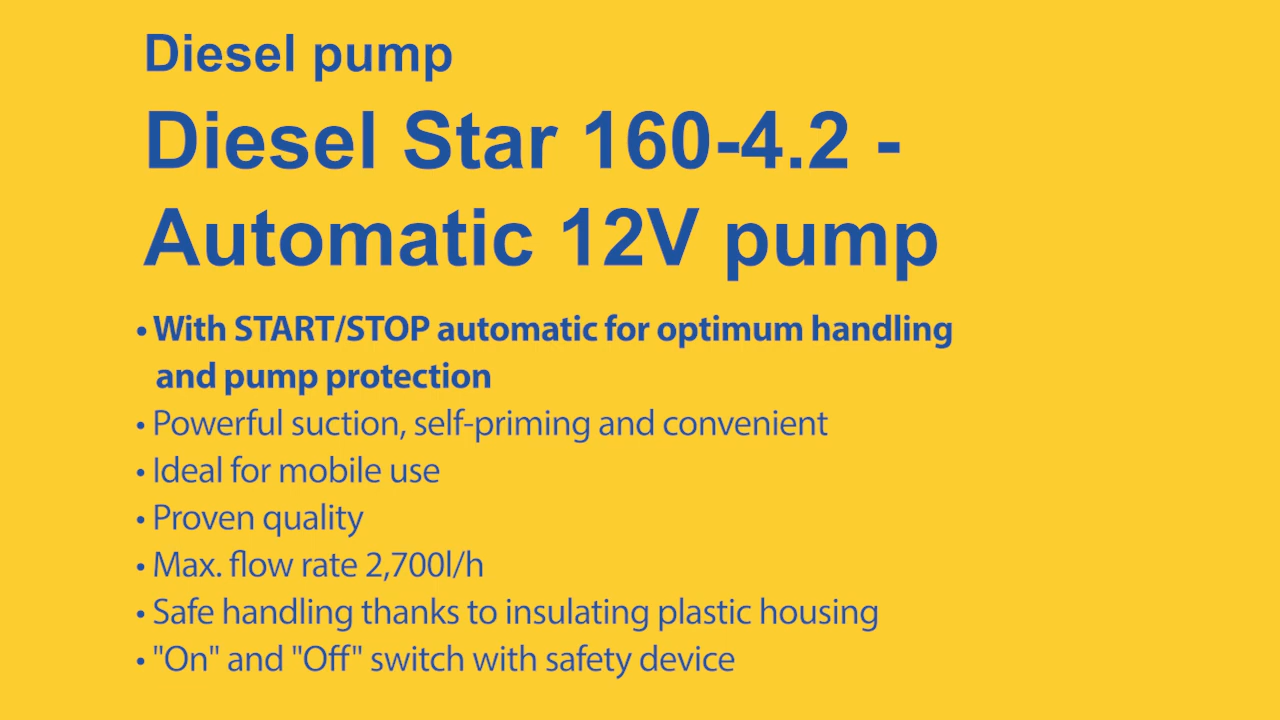 Diesel pump
Diesel Star 160-4.2 -
Automatic 12V pump
• With START/STOP automatic for optimum handling
and pump protection
• Powerful suction, self-priming and convenient
• Ideal for mobile use
• Proven quality
• Max. flow rate 2,700l/h
• Safe handling thanks to insulating plastic housing
• "On" and "Off" switch with safety device